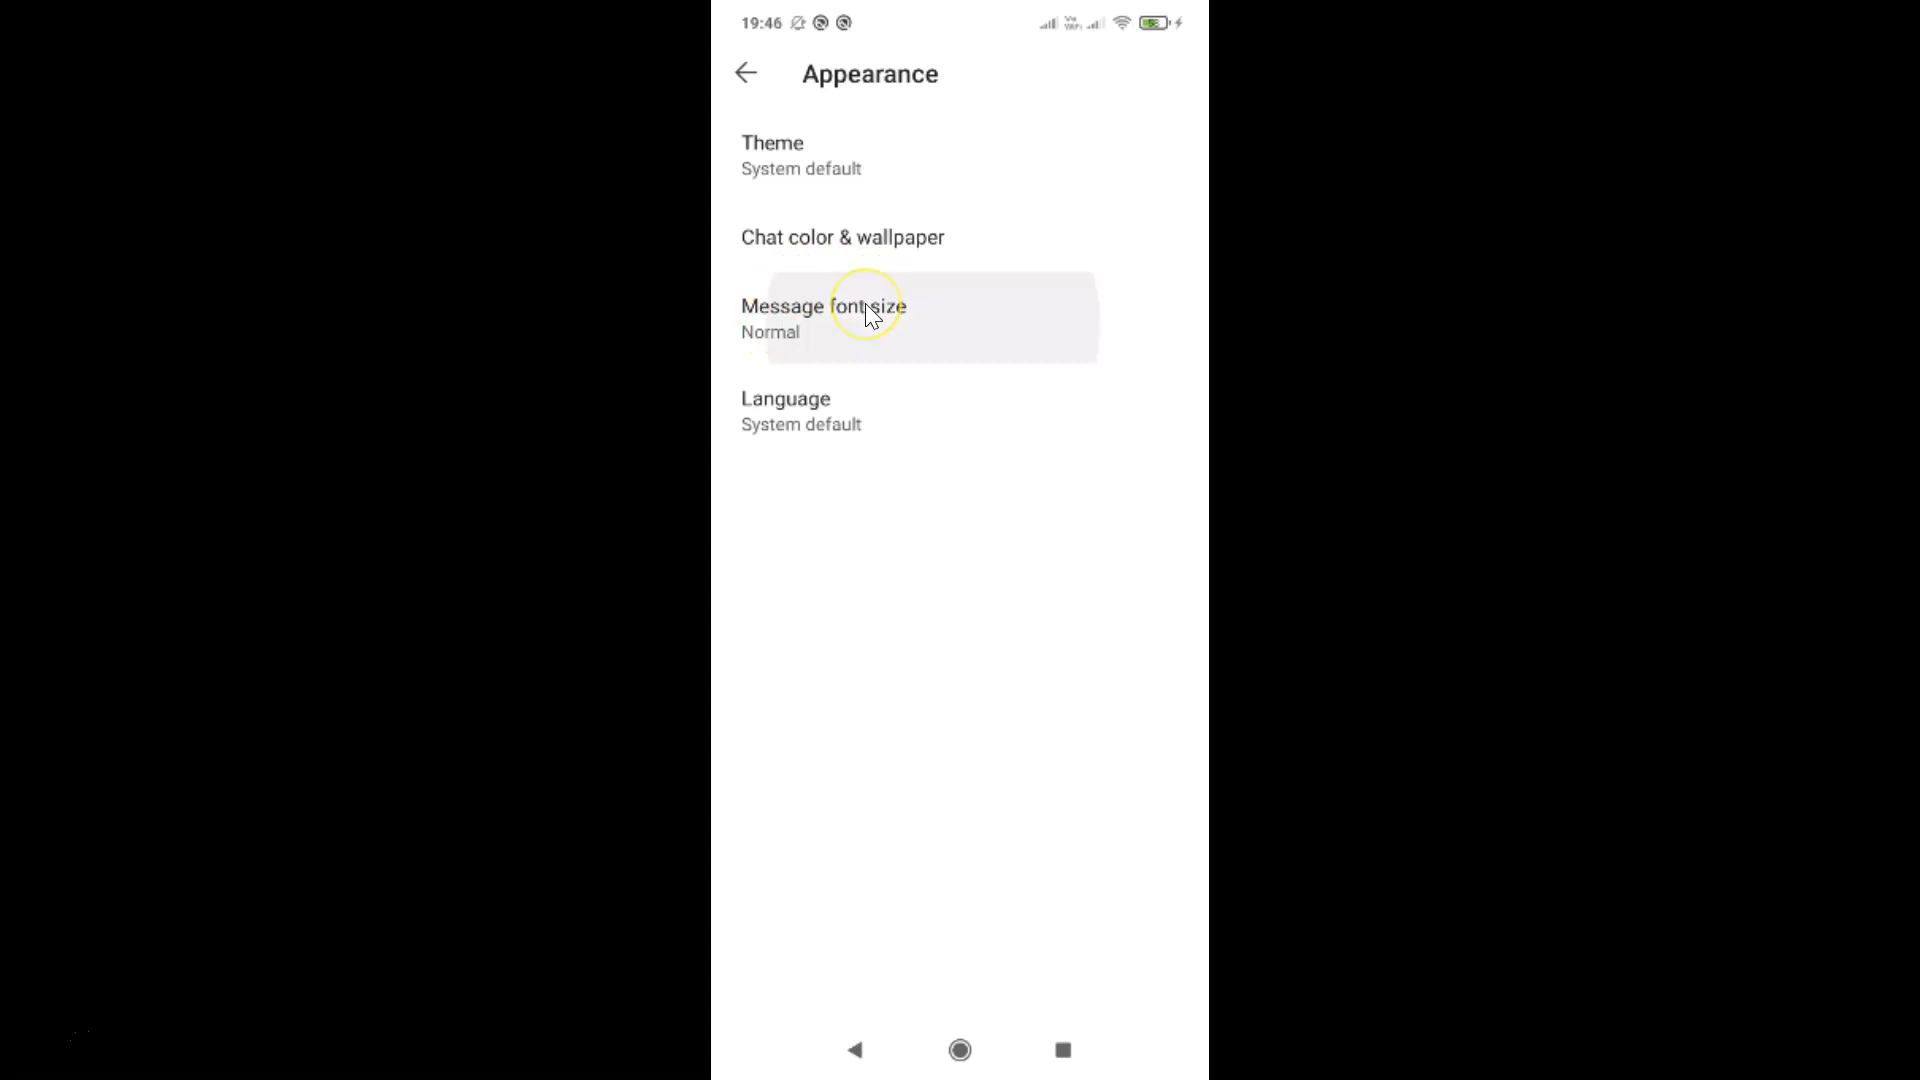 19:46
Appearance
Theme
System default
Chat color & wallpaper
Message font size
Normal
Language
System default